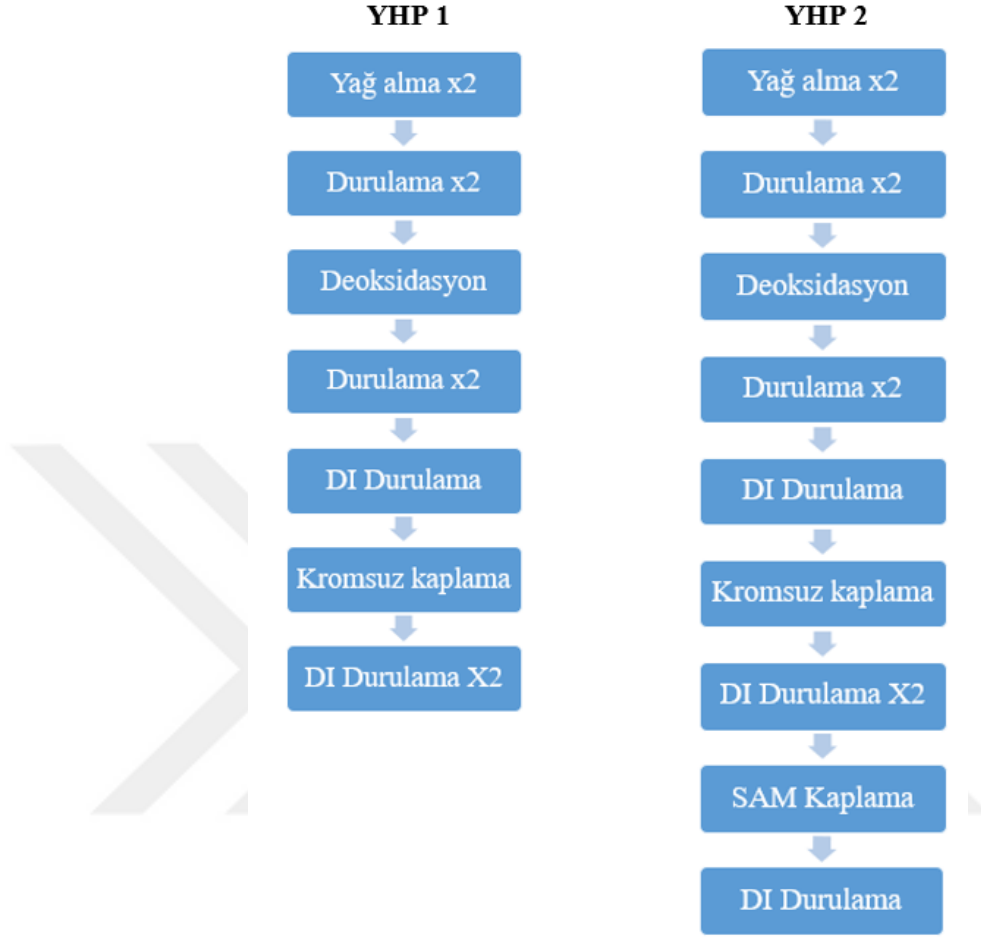 YHP 1
Yağ alma x2
Durulama x2
Deoksidasyon
Durulama x2
DI Durulama
Kromsuz kaplama
DI Durulama X2
YHP 2
Yağ alma x2
Durulama x2
Deoksidasyon
Durulama x2
DI Durulama
Kromsuz kaplama
DI Durulama X2
SAM Kaplama
DI Durulama